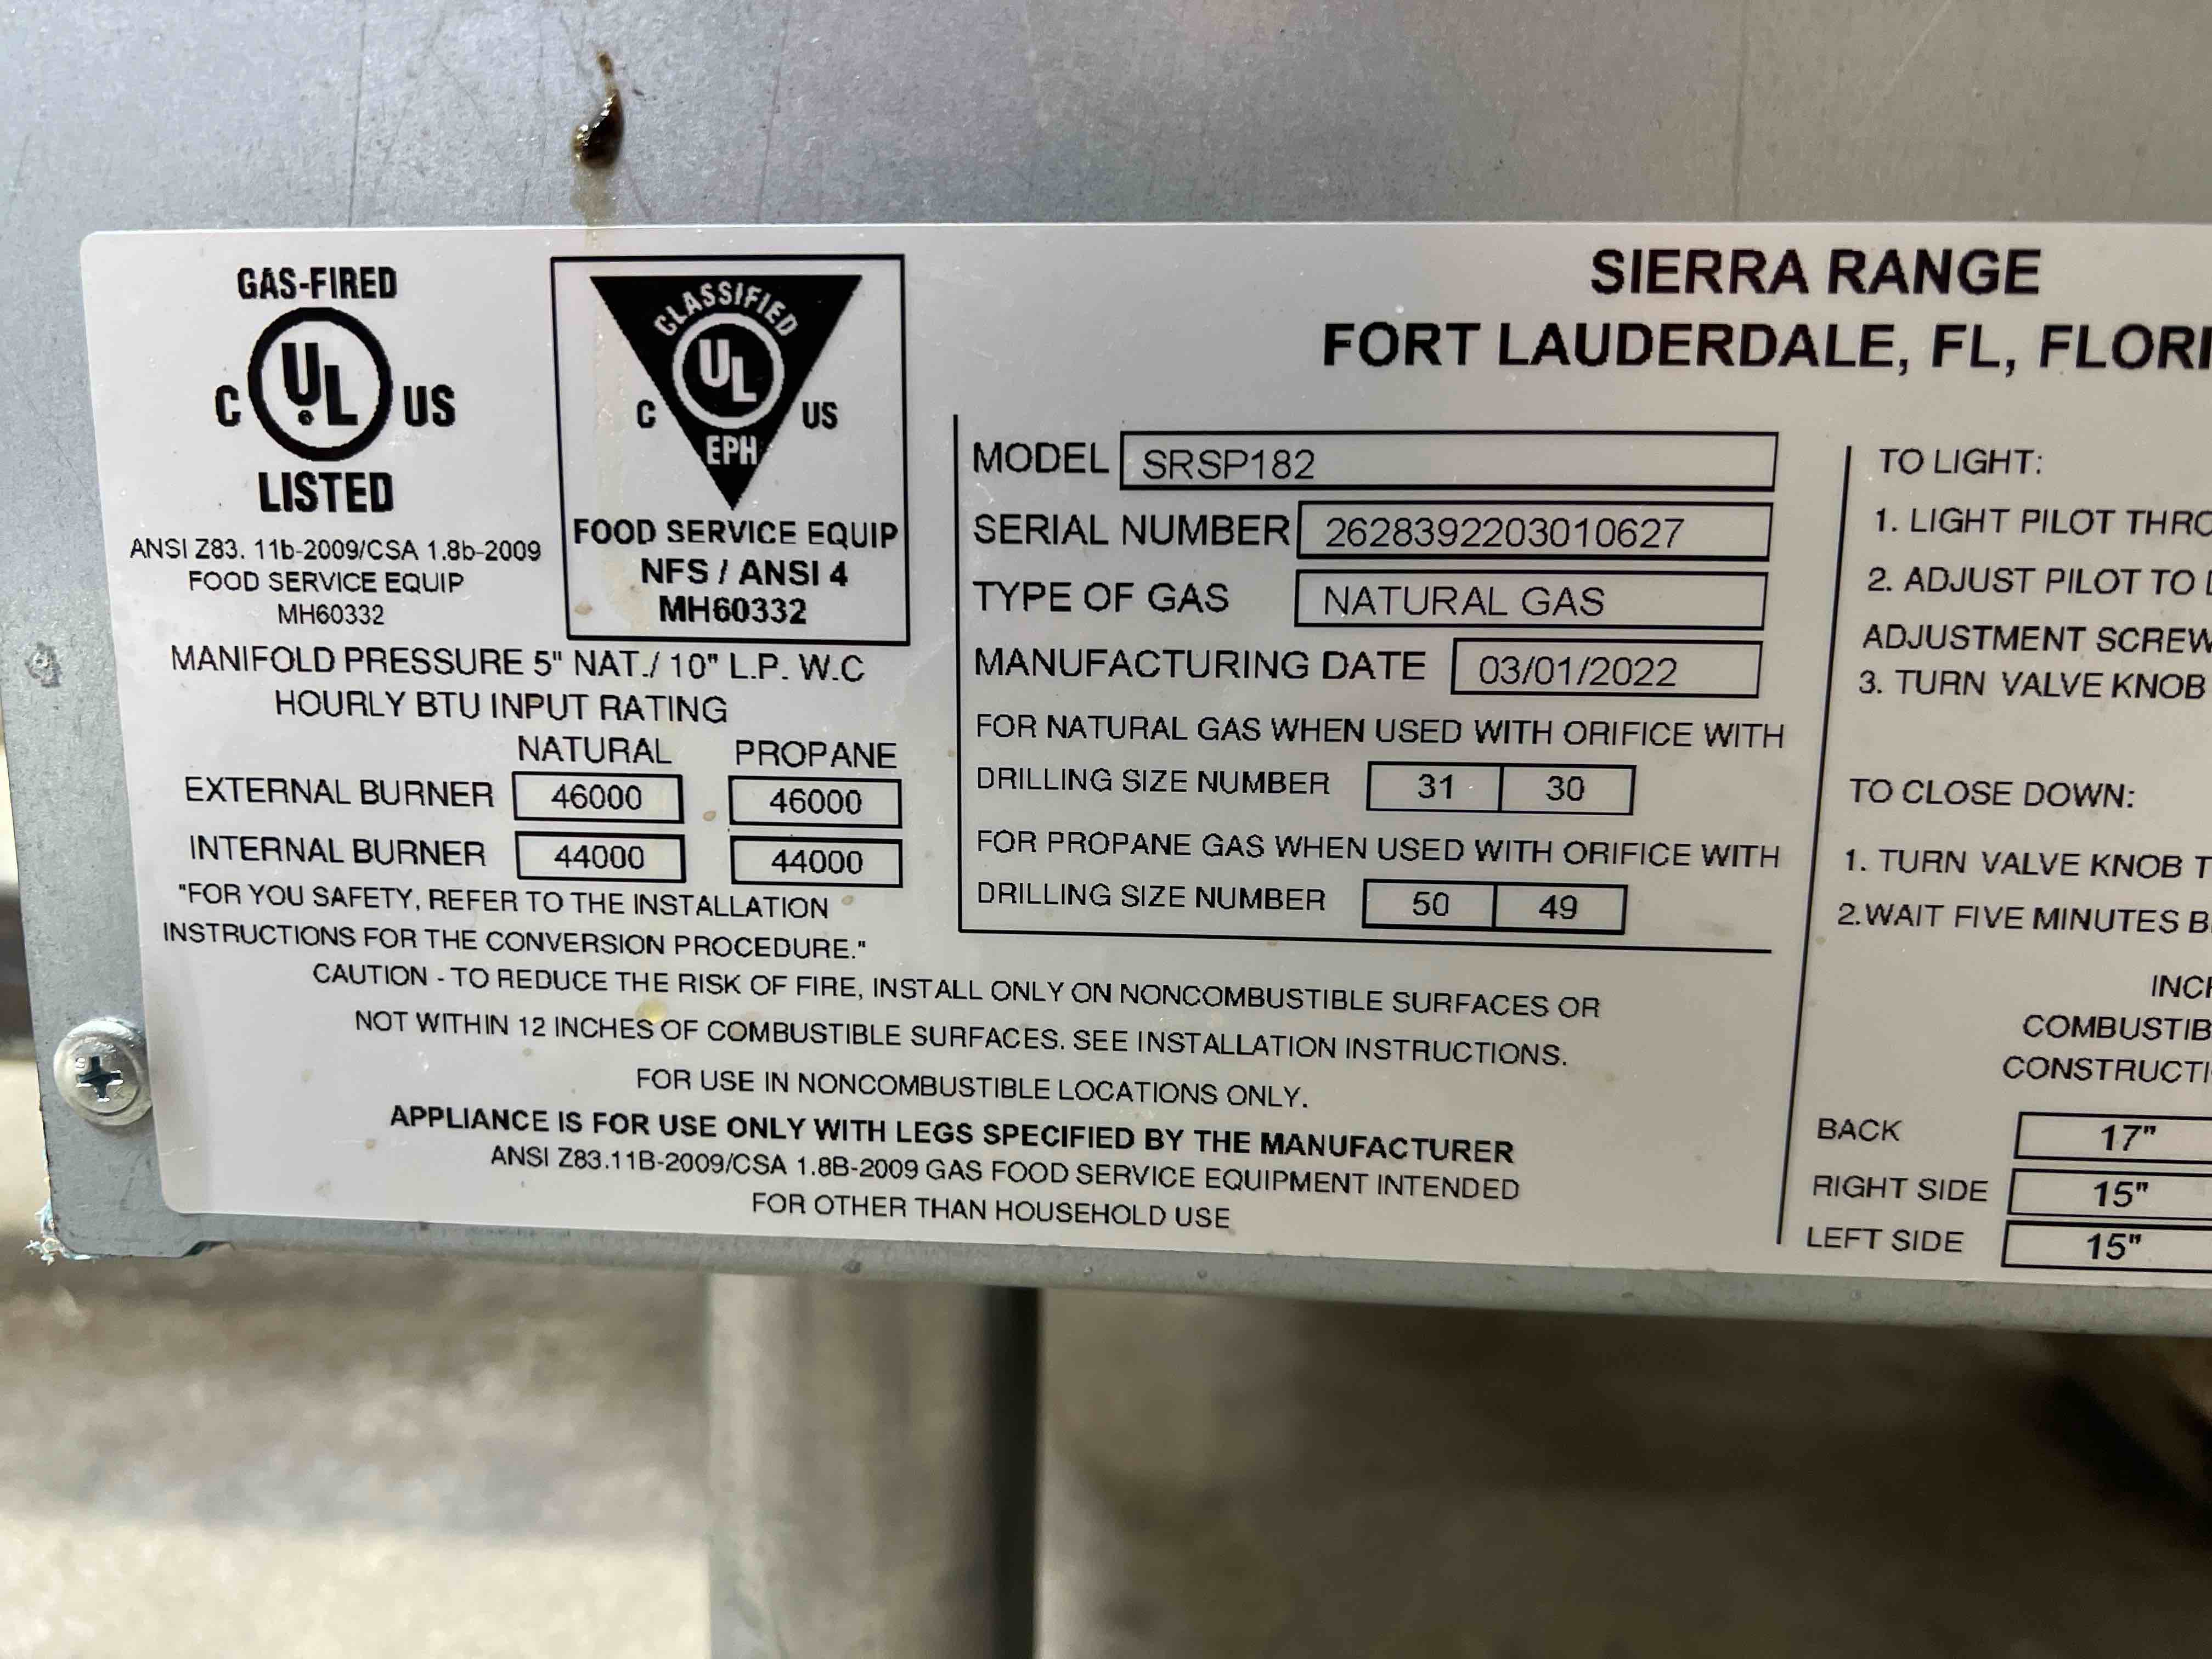 GAS-FIRED
C UL US
LISTED
ANSI Z83. 11b-2009/CSA 1.8b-2009
FOOD SERVICE EQUIP
MH60332
CLASSIFIED
C UL US
EPH
FOOD SERVICE EQUIP
NFS / ANSI 4
MH60332
MANIFOLD PRESSURE 5" NAT./ 10" L.P. W.C
HOURLY BTU INPUT RATING
NATURAL PROPANE
EXTERNAL BURNER 46000 46000
INTERNAL BURNER 44000 44000
"FOR YOU SAFETY, REFER TO THE INSTALLATION
INSTRUCTIONS FOR THE CONVERSION PROCEDURE."
SIERRA RANGE
FORT LAUDERDALE, FL, FLORI
MODEL SRSP182
SERIAL NUMBER 2628392203010627
TYPE OF GAS NATURAL GAS
MANUFACTURING DATE 03/01/2022
FOR NATURAL GAS WHEN USED WITH ORIFICE WITH
DRILLING SIZE NUMBER 31 30
FOR PROPANE GAS WHEN USED WITH ORIFICE WITH
DRILLING SIZE NUMBER 50 49
CAUTION - TO REDUCE THE RISK OF FIRE, INSTALL ONLY ON NONCOMBUSTIBLE SURFACES OR
NOT WITHIN 12 INCHES OF COMBUSTIBLE SURFACES. SEE INSTALLATION INSTRUCTIONS.
FOR USE IN NONCOMBUSTIBLE LOCATIONS ONLY.
APPLIANCE IS FOR USE ONLY WITH LEGS SPECIFIED BY THE MANUFACTURER
ANSI Z83.11B-2009/CSA 1.8B-2009 GAS FOOD SERVICE EQUIPMENT INTENDED
FOR OTHER THAN HOUSEHOLD USE
TO LIGHT:
1. LIGHT PILOT THRO
2. ADJUST PILOT TO
ADJUSTMENT SCREW
3. TURN VALVE KNOB
TO CLOSE DOWN:
1. TURN VALVE KNOB T
2.WAIT FIVE MINUTES B
INCH
COMBUSTIB
CONSTRUCTI
BACK 17"
RIGHT SIDE 15"
LEFT SIDE 15"